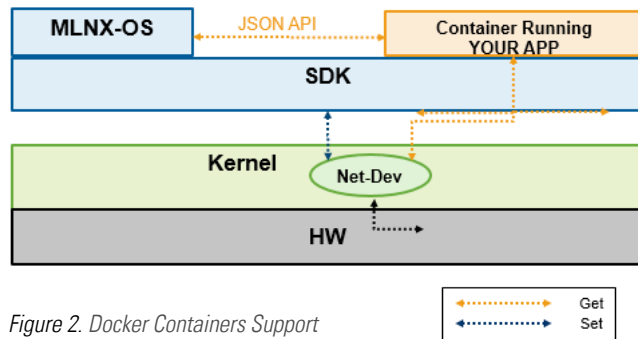 MLNX-OS
JSON API
Container Running
YOUR APP
SDK
Kernel
Net-Dev
HW
Figure 2. Docker Containers Support
Get
Set